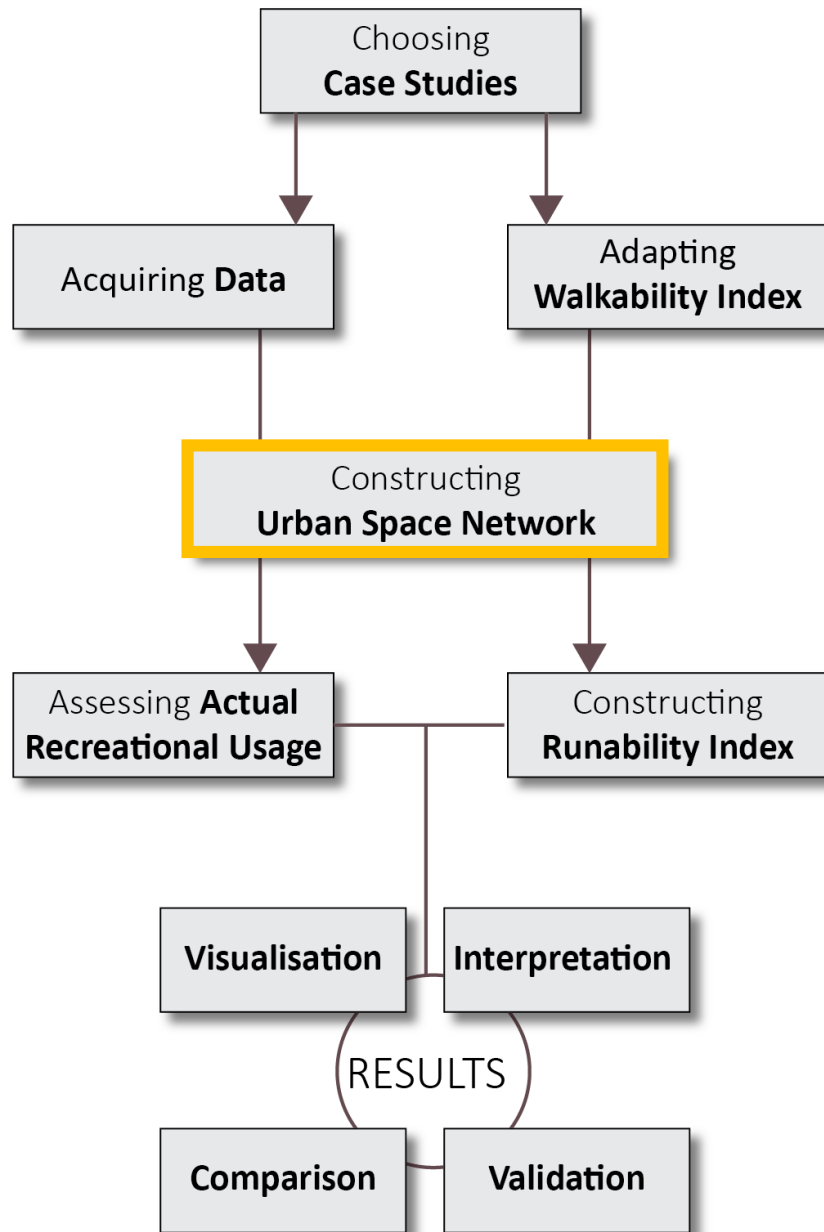 Choosing
Case Studies
Acquiring Data
Adapting
Walkability Index
Constructing
Urban Space Network
Assessing Actual
Recreational Usage
Constructing
Runability Index
Visualisation
Interpretation
RESULTS
Comparison
Validation